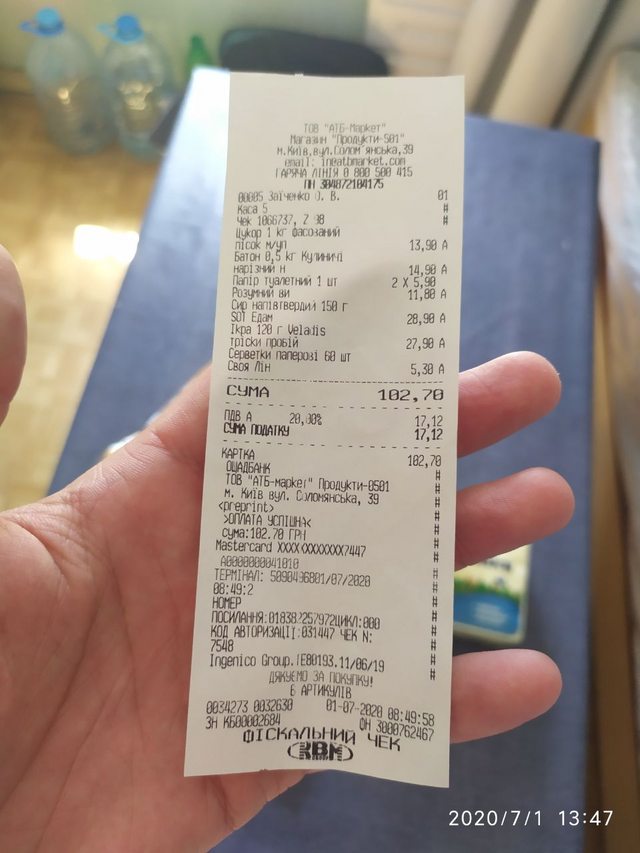 ТОВ "АТБ-Маркет"
Магазин "Продукти-501"
м.Київ,вул.Солом'янська,39
email: in@atbmarket.com
ГАРЯЧА ЛІНІЯ 0 800 500 415
ПН 304872104175
00005 Зайченко О. В. 01
Каса 5 #
Чек 1066737, Z 98 #
Цукор 1 кг фасований
пісок м/уп 13,90 А
Батон 0,5 кг Кулиничі
нарізний н 14,90 А
Папір туалетний 1 шт 2 X 5,90
Розумний ви 11,80 А
Сир напівтвердий 150 г
SOI Едам 28,90 А
Ікра 120 г Veladis
тріски пробій 27,90 А
Серветки паперові 60 шт
Своя Лін 5,30 А
СУМА 102,70
ПДВ А 20,00% 17,12
СУМА ПОДАТКУ 17,12
КАРТКА 102,70
ОЩАДБАНК #
ТОВ "АТБ-маркет" Продукти-0501 #
м. Київ вул. Соломянська, 39 #
<preprint> #
>ОПЛАТА УСПІШНА< #
сума:102.70 ГРН #
Mastercard XXXXXXXXXXXX7447 #
A0000000041010 #
ТЕРМІНАЛ: 01/07/2020 #
08:49:2 #
НОМЕР #
ПОСИЛАННЯ: ЦИКЛ:000 #
КОД АВТОРИЗАЦІЇ:031447 ЧЕК N: #
7548 #
Ingenico Group.TE80193.11/06/19 #
ДЯКУЄМО ЗА ПОКУПКУ!
6 АРТИКУЛІВ
0034273 0032630 01-07-2020 08:49:58
ЗН КБ00002684 ФН 3000762467
ФІСКАЛЬНИЙ ЧЕК
RBM
2020/7/1 13:47